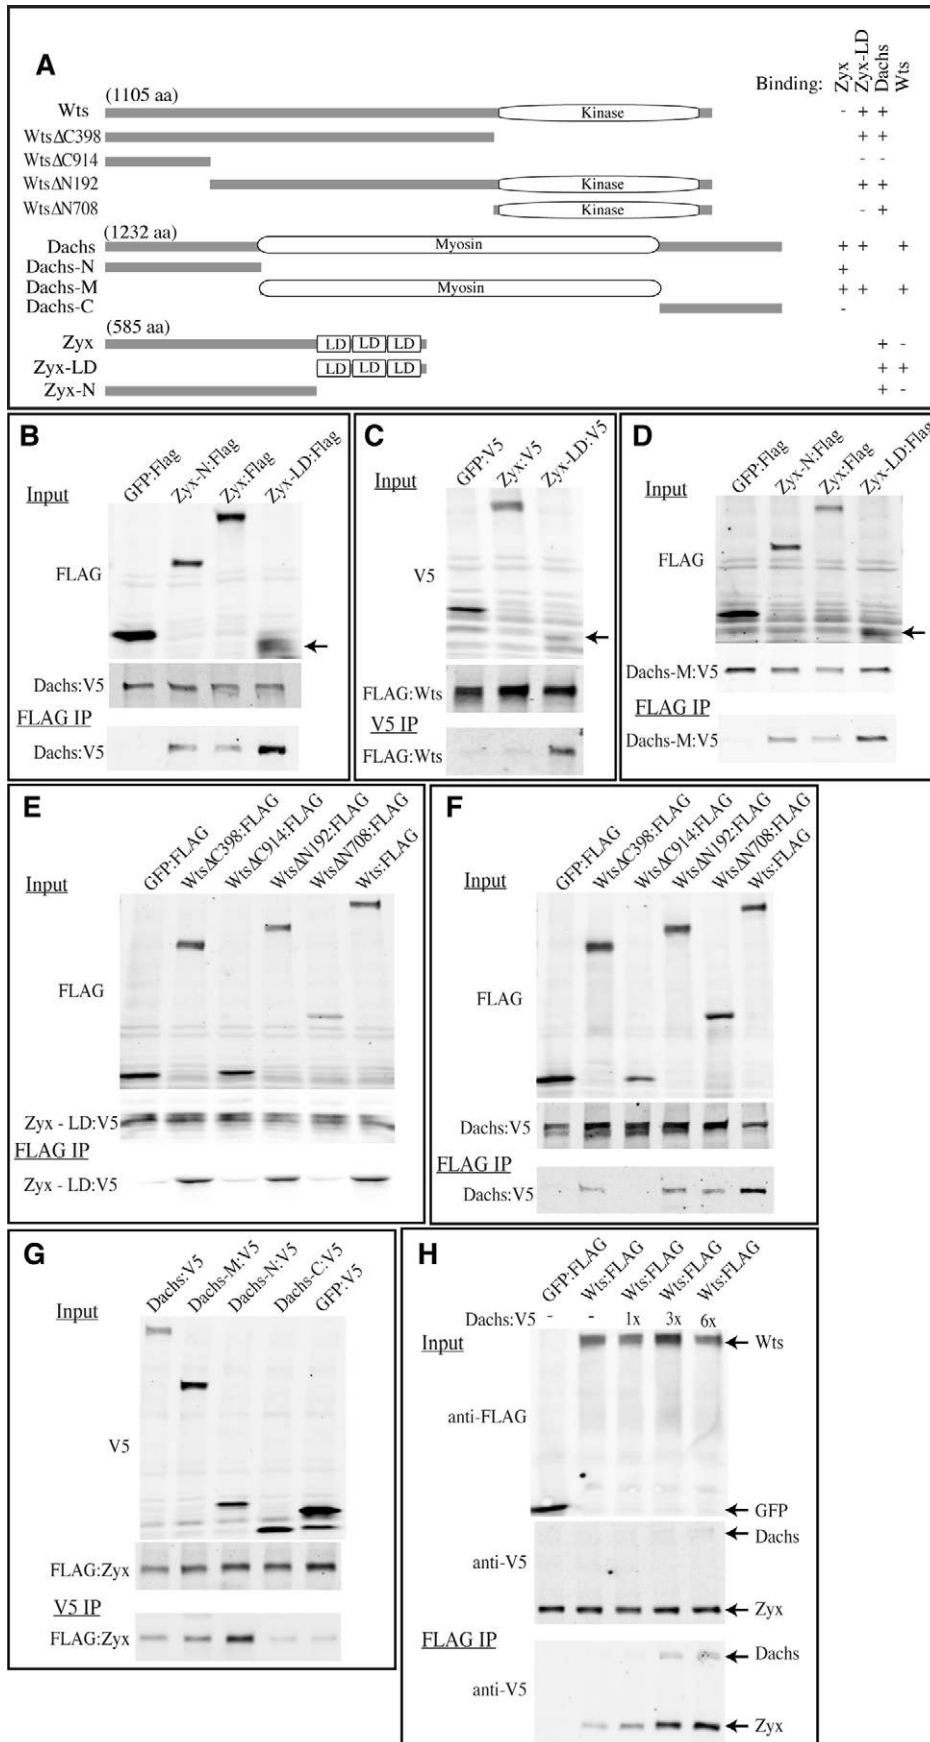 A
Binding: Zyx Zyx-LD Dachs Wts
(1105 aa)
Wts Kinase - + +
WtsΔC398 + +
WtsΔC914 - -
WtsΔN192 Kinase + +
WtsΔN708 Kinase - +
(1232 aa)
Dachs Myosin + + +
Dachs-N +
Dachs-M Myosin + + +
Dachs-C -
(585 aa)
Zyx LD LD LD + -
Zyx-LD LD LD LD + +
Zyx-N + -
B
GFP:Flag Zyx-N:Flag Zyx:Flag Zyx-LD:Flag
Input
FLAG
Dachs:V5
FLAG IP
Dachs:V5
C
GFP:V5 Zyx:V5 Zyx-LD:V5
Input
V5
FLAG:Wts
V5 IP
FLAG:Wts
D
GFP:Flag Zyx-N:Flag Zyx:Flag Zyx-LD:Flag
Input
FLAG
Dachs-M:V5
FLAG IP
Dachs-M:V5
E
GFP:FLAG WtsΔC398:FLAG WtsΔC914:FLAG WtsΔN192:FLAG WtsΔN708:FLAG Wts:FLAG
Input
FLAG
Zyx - LD:V5
FLAG IP
Zyx - LD:V5
F
GFP:FLAG WtsΔC398:FLAG WtsΔC914:FLAG WtsΔN192:FLAG WtsΔN708:FLAG Wts:FLAG
Input
FLAG
Dachs:V5
FLAG IP
Dachs:V5
G
Dachs:V5 Dachs-M:V5 Dachs-N:V5 Dachs-C:V5 GFP:V5
Input
V5
FLAG:Zyx
V5 IP
FLAG:Zyx
H
GFP:FLAG Wts:FLAG Wts:FLAG Wts:FLAG Wts:FLAG
Dachs:V5 - - 1x 3x 6x
Input
Wts
anti-FLAG
GFP
Dachs
anti-V5
Zyx
FLAG IP
Dachs
anti-V5
Zyx